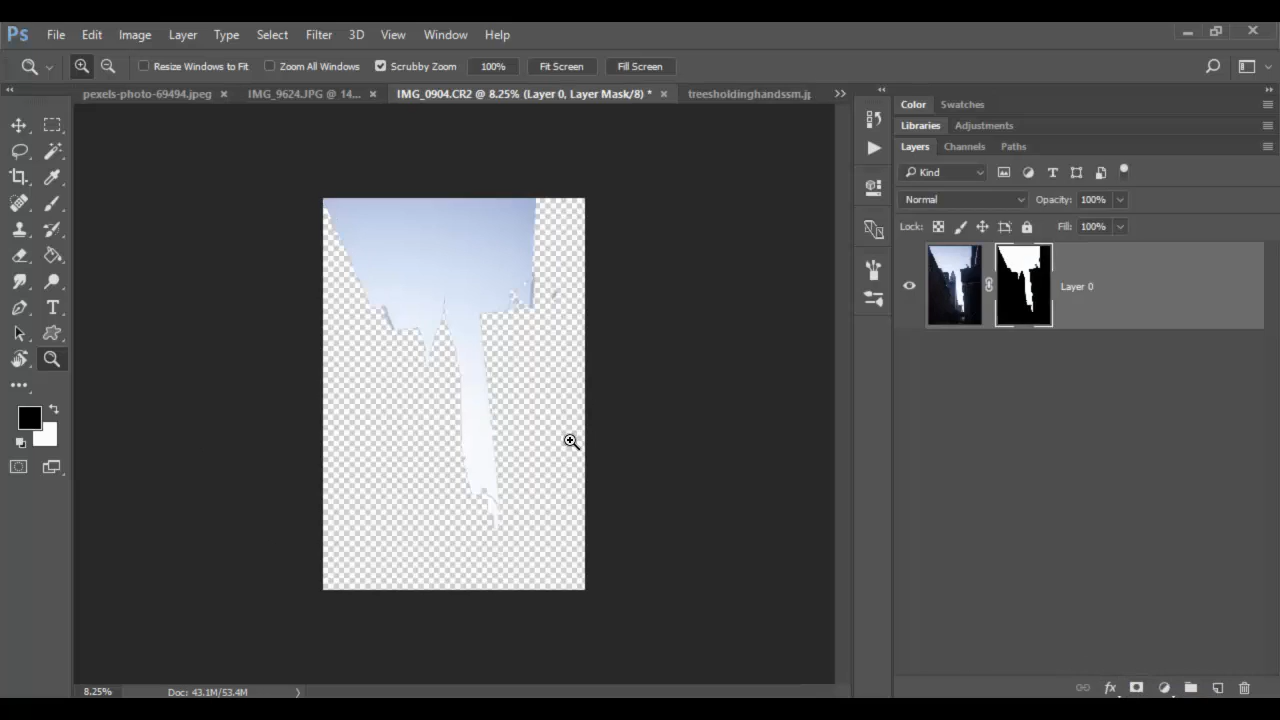 Ps File Edit Image Layer Type Select Filter 3D View Window Help
Resize Windows to Fit Zoom All Windows Scrubby Zoom 100% Fit Screen Fill Screen
pexels-photo-69494.jpeg × IMG_9624.JPG @ 14... × IMG_0904.CR2 @ 8.25% (Layer 0, Layer Mask/8) * × treesholdinghandssm.jp
Color Swatches
Libraries Adjustments
Layers Channels Paths
Kind
Normal Opacity: 100%
Lock: Fill: 100%
Layer 0
8.25% Doc: 43.1M/53.4M